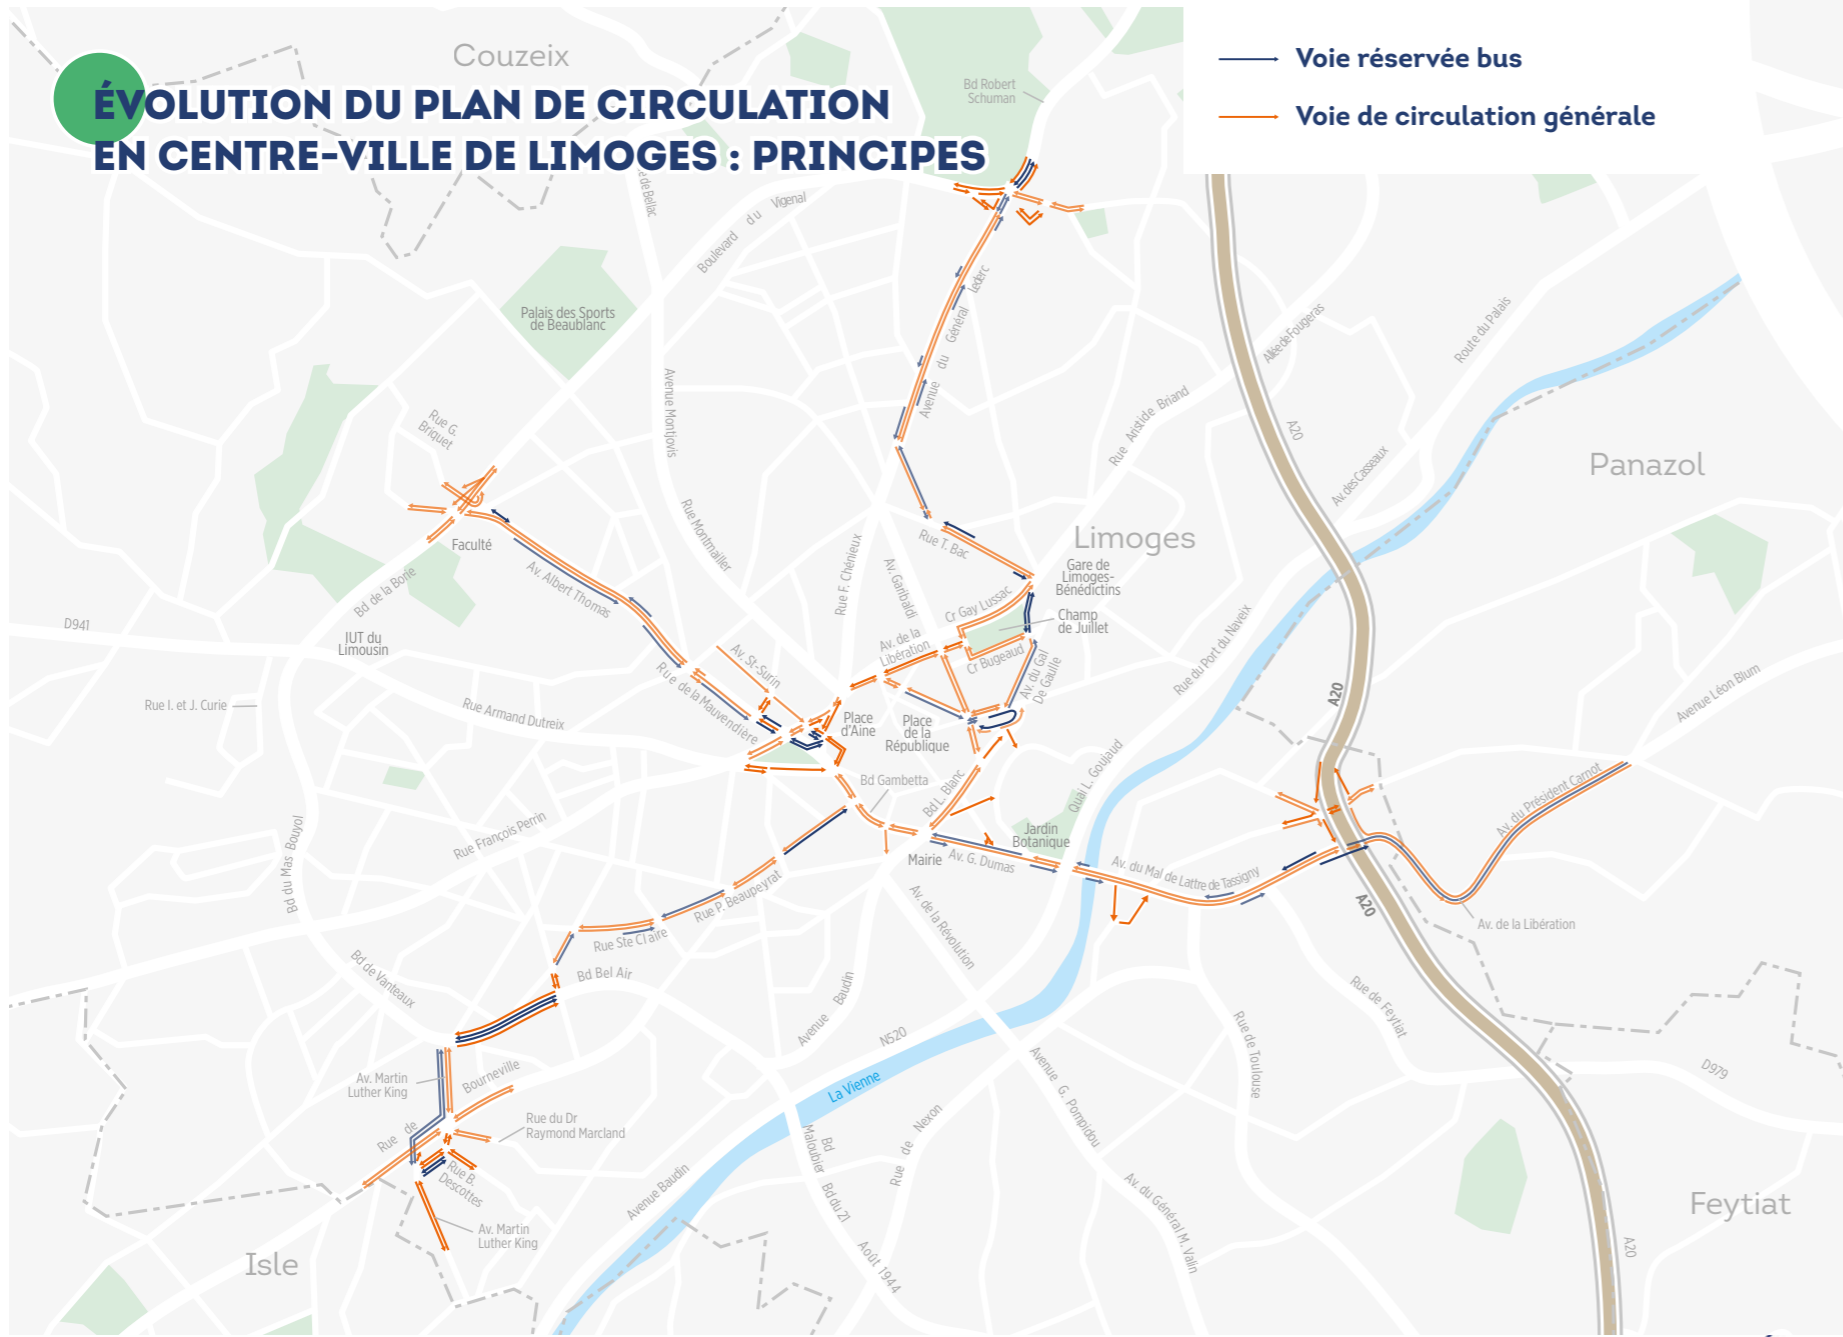 Couzeix
ÉVOLUTION DU PLAN DE CIRCULATION
EN CENTRE-VILLE DE LIMOGES : PRINCIPES
Voie réservée bus
Voie de circulation générale
Bd Robert
Schuman
de Bellac
Boulevard du Vigenal
Palais des Sports
de Beaublanc
Avenue du Général Leclerc
Allée de Fougeras
Route du Palais
Avenue Montjovis
Rue Aristide Briand
A20
Rue G.
Briquet
Av. des Casseaux
Panazol
Rue Montmailler
Faculté
Rue T. Bac
Limoges
Gare de
Limoges-
Bénédictins
Bd de la Borie
Av. Albert Thomas
Rue F. Chénieux
Av. Garibaldi
Cr Gay Lussac
Champ
de Juillet
D941
IUT du
Limousin
Av. de la
Libération
Cr Bugeaud
Av. du Gal
De Gaulle
Rue du Port du Naveix
Av. St-Surin
Rue de la Mauvendière
Rue I. et J. Curie
Rue Armand Dutreix
Place
d'Aine
Place
de la
République
A20
Avenue Léon Blum
Bd Gambetta
Bd L. Blanc
Quai L. Goujaud
Av. du Président Carnot
Bd du Mas Bouyol
Rue François Perrin
Jardin
Botanique
Mairie
Av. G. Dumas
Av. du Mal de Lattre de Tassigny
Rue P. Beaupeyrat
Av. de la Révolution
A20
Av. de la Libération
Rue Ste Claire
Bd de Vanteaux
Bd Bel Air
Avenue Baudin
N520
Rue de Feytiat
Rue de Toulouse
Avenue G. Pompidou
D979
Av. Martin
Luther King
Bourneville
La Vienne
Rue du Dr
Raymond Marcland
Rue de
Rue de Nexon
Bd
Maloubier
Rue B.
Descottes
Avenue Baudin
Bd du 21
Août 1944
Av. du Général M. Valin
Feytiat
Av. Martin
Luther King
Isle
A20